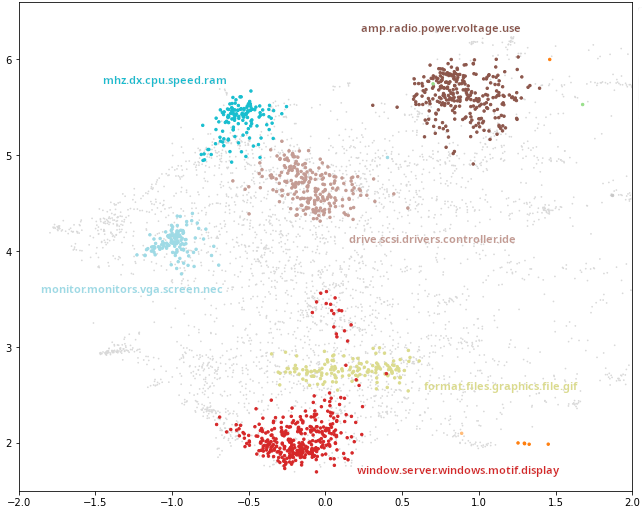 amp.radio.power.voltage.use
mhz.dx.cpu.speed.ram
drive.scsi.drivers.controller.ide
monitor.monitors.vga.screen.nec
format.files.graphics.file.gif
window.server.windows.motif.display
6
5
4
3
2
−2.0 −1.5 −1.0 −0.5 0.0 0.5 1.0 1.5 2.0